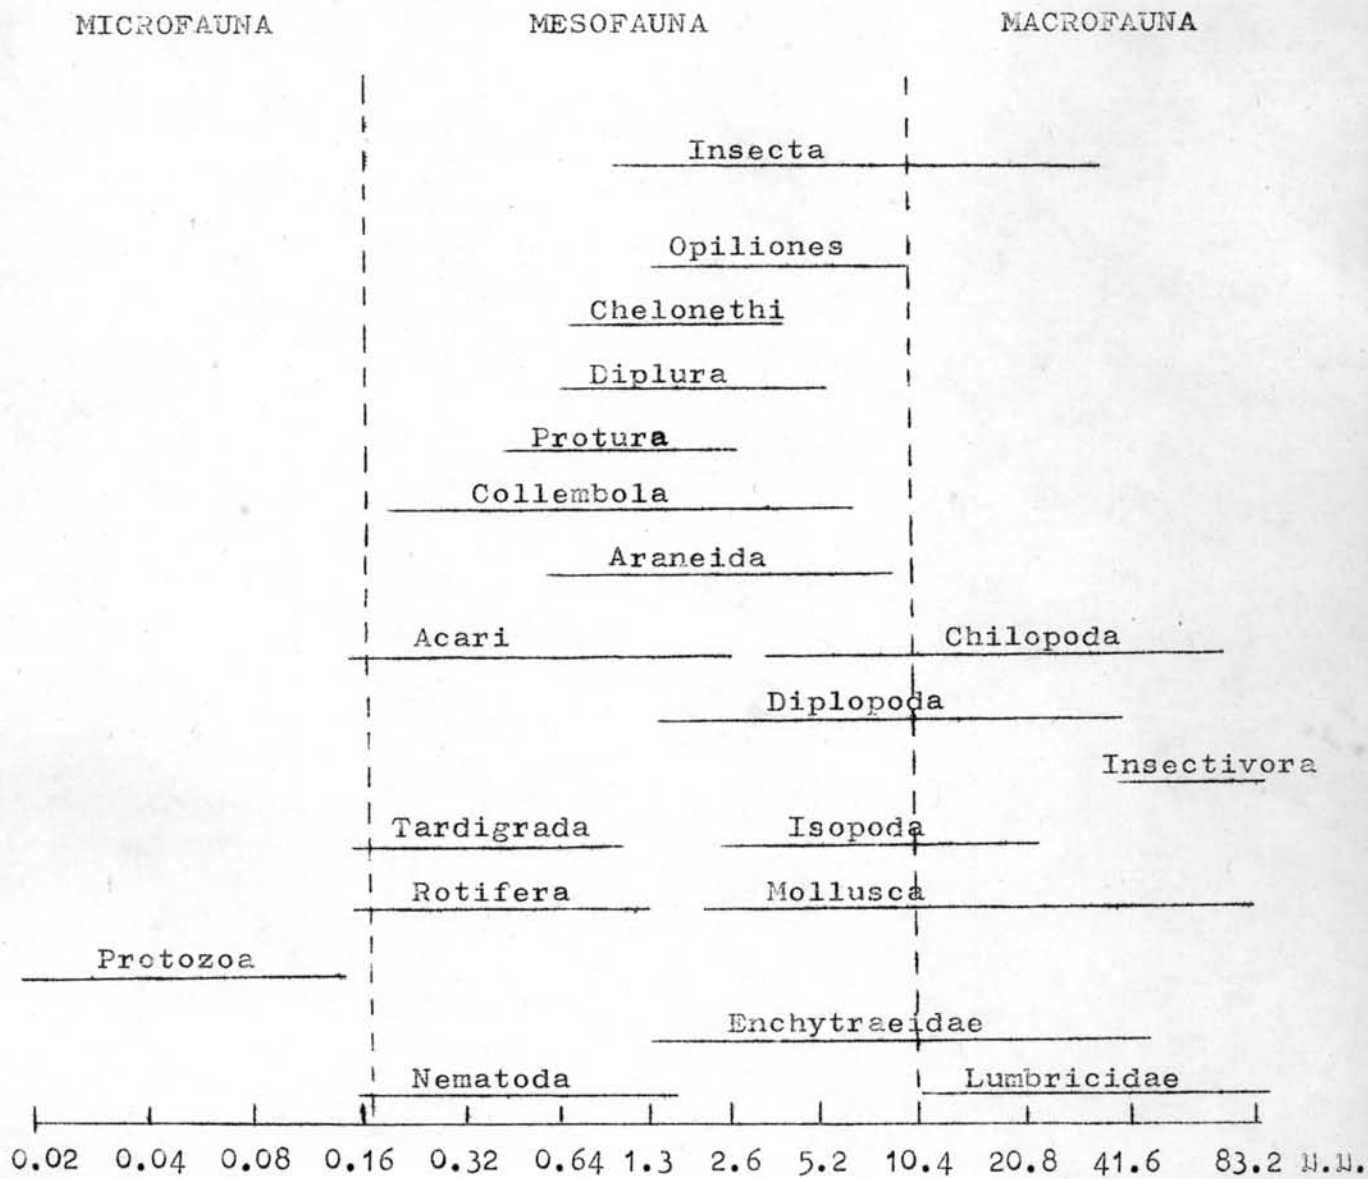 MICROFAUNA MESOFAUNA MACROFAUNA
Insecta
Opiliones
Chelonethi
Diplura
Protura
Collembola
Araneida
Acari Chilopoda
Diplopoda
Insectivora
Tardigrada Isopoda
Rotifera Mollusca
Protozoa
Enchytraeidae
Nematoda Lumbricidae
0.02 0.04 0.08 0.16 0.32 0.64 1.3 2.6 5.2 10.4 20.8 41.6 83.2